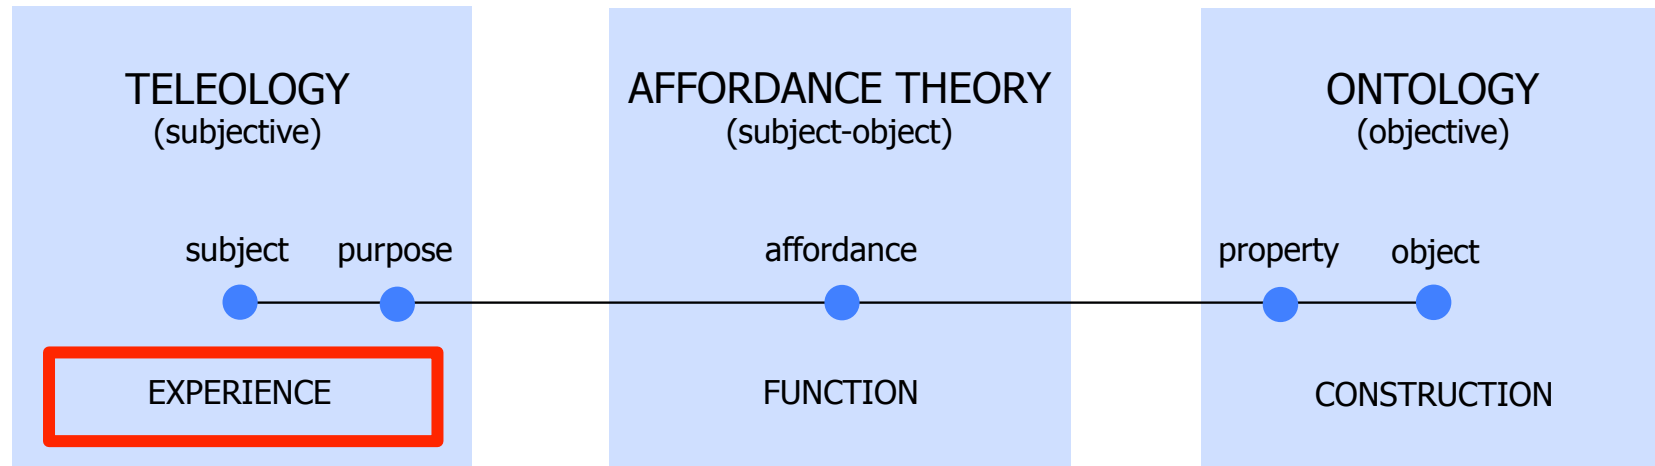 TELEOLOGY
(subjective)
subject purpose
EXPERIENCE
AFFORDANCE THEORY
(subject-object)
affordance
FUNCTION
ONTOLOGY
(objective)
property object
CONSTRUCTION